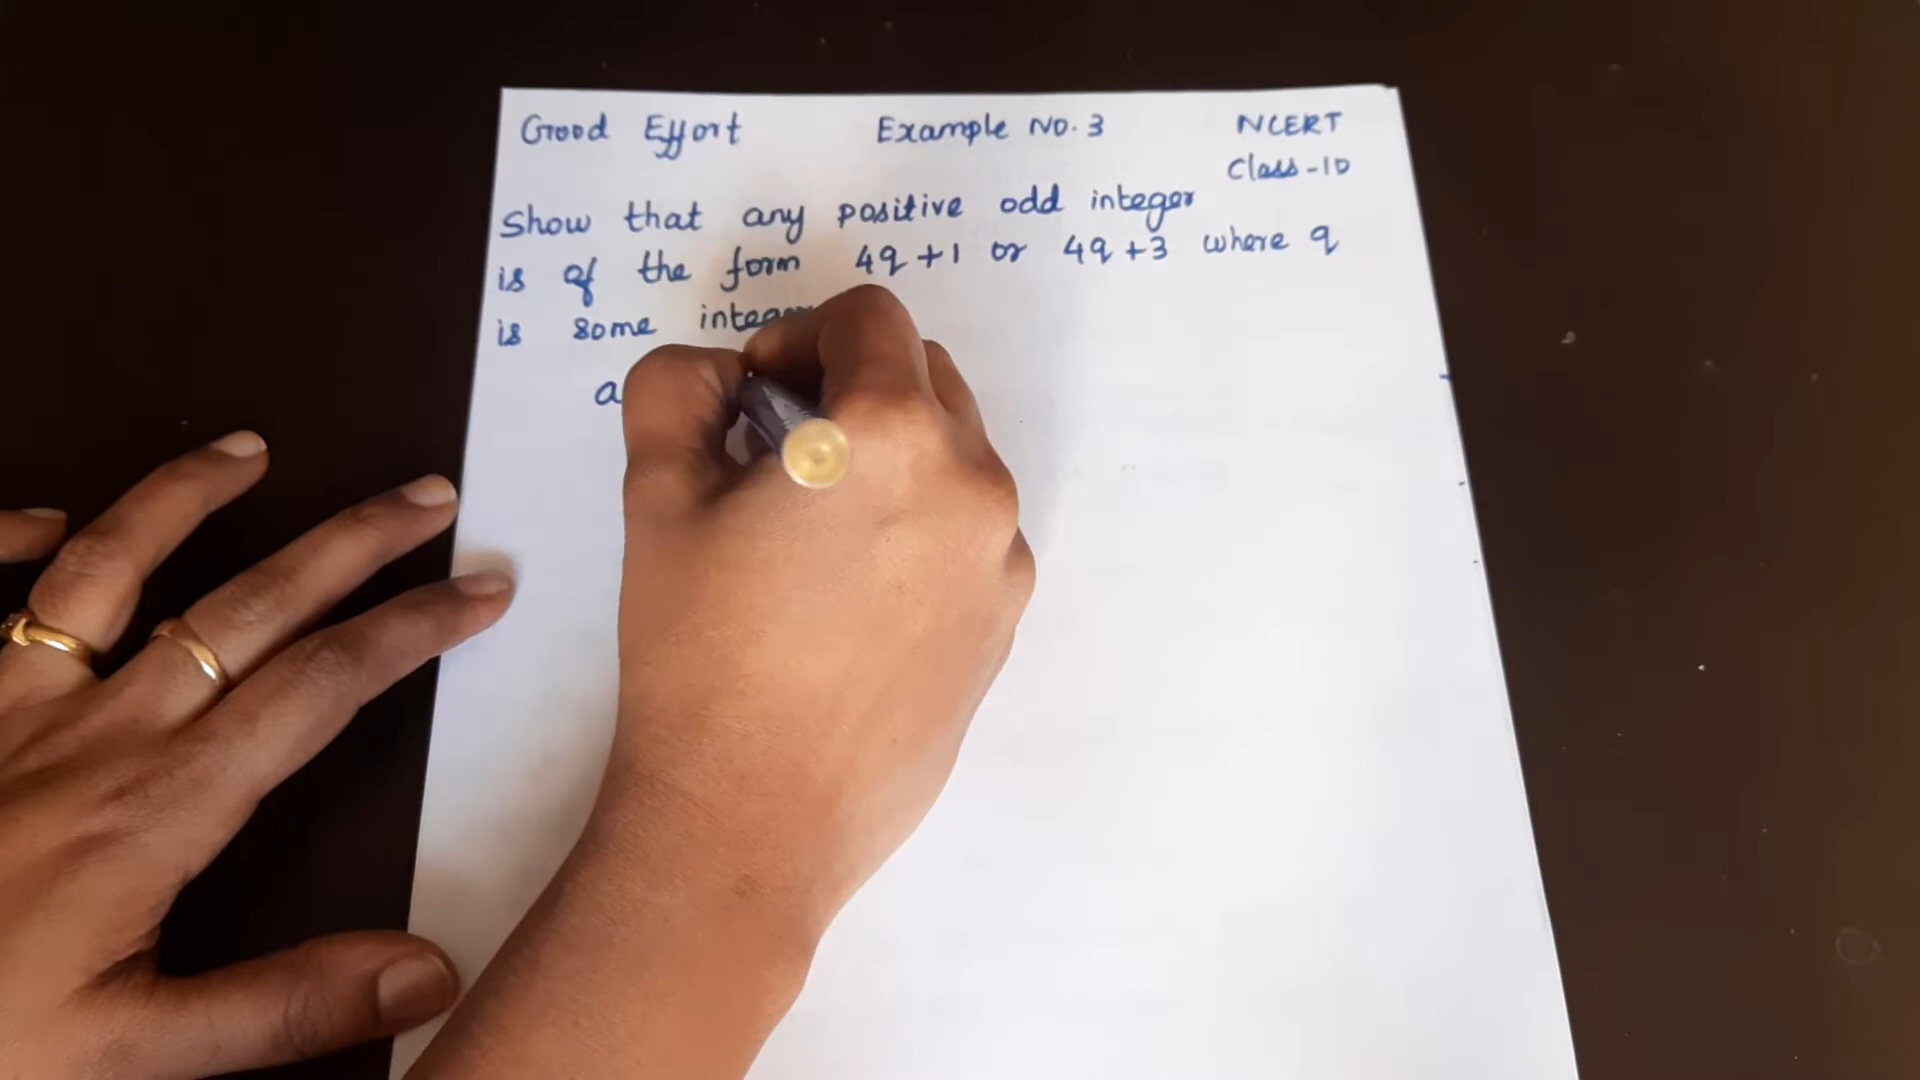 Good Effort Example No. 3 NCERT
Class-10
Show that any positive odd integer
is of the form 4q+1 or 4q+3 where q
is some integer
a